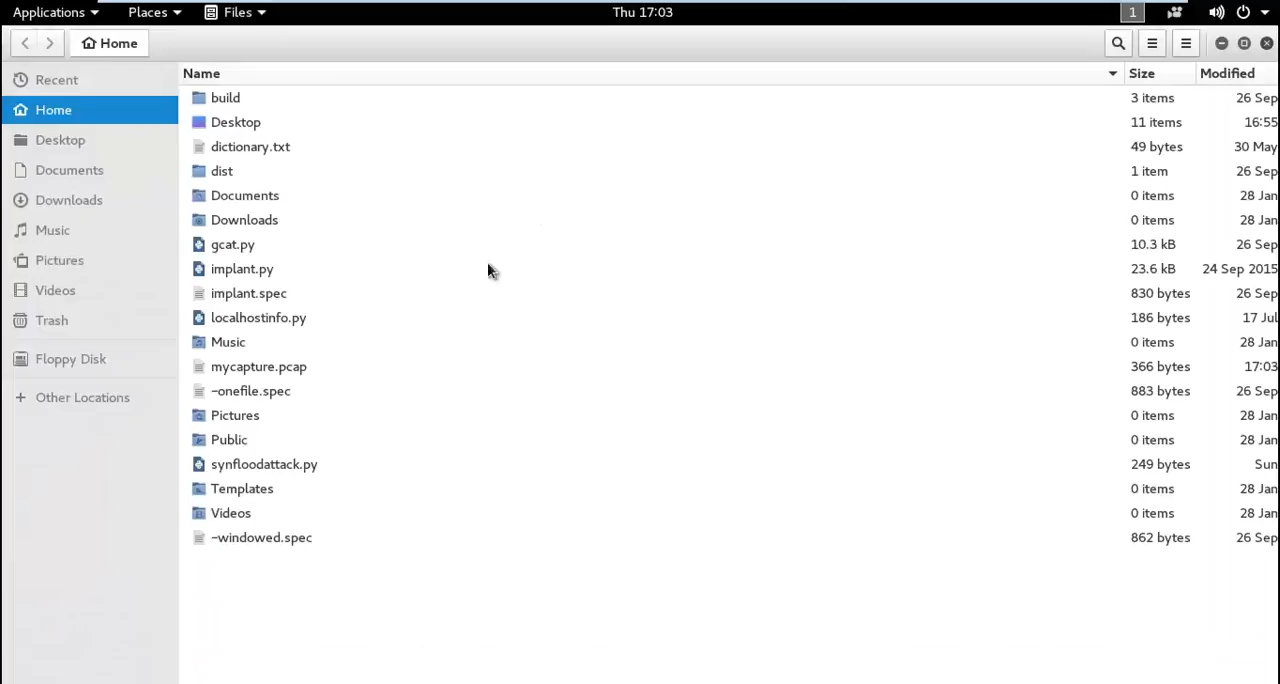 Applications Places Files Thu 17:03 1
Home
Name Size Modified
Recent
Home
Desktop
Documents
Downloads
Music
Pictures
Videos
Trash
Floppy Disk
+ Other Locations
build 3 items 26 Sep
Desktop 11 items 16:55
dictionary.txt 49 bytes 30 May
dist 1 item 26 Sep
Documents 0 items 28 Jan
Downloads 0 items 28 Jan
gcat.py 10.3 kB 26 Sep
implant.py 23.6 kB 24 Sep 2015
implant.spec 830 bytes 26 Sep
localhostinfo.py 186 bytes 17 Jul
Music 0 items 28 Jan
mycapture.pcap 366 bytes 17:03
-onefile.spec 883 bytes 26 Sep
Pictures 0 items 28 Jan
Public 0 items 28 Jan
synfloodattack.py 249 bytes Sun
Templates 0 items 28 Jan
Videos 0 items 28 Jan
-windowed.spec 862 bytes 26 Sep